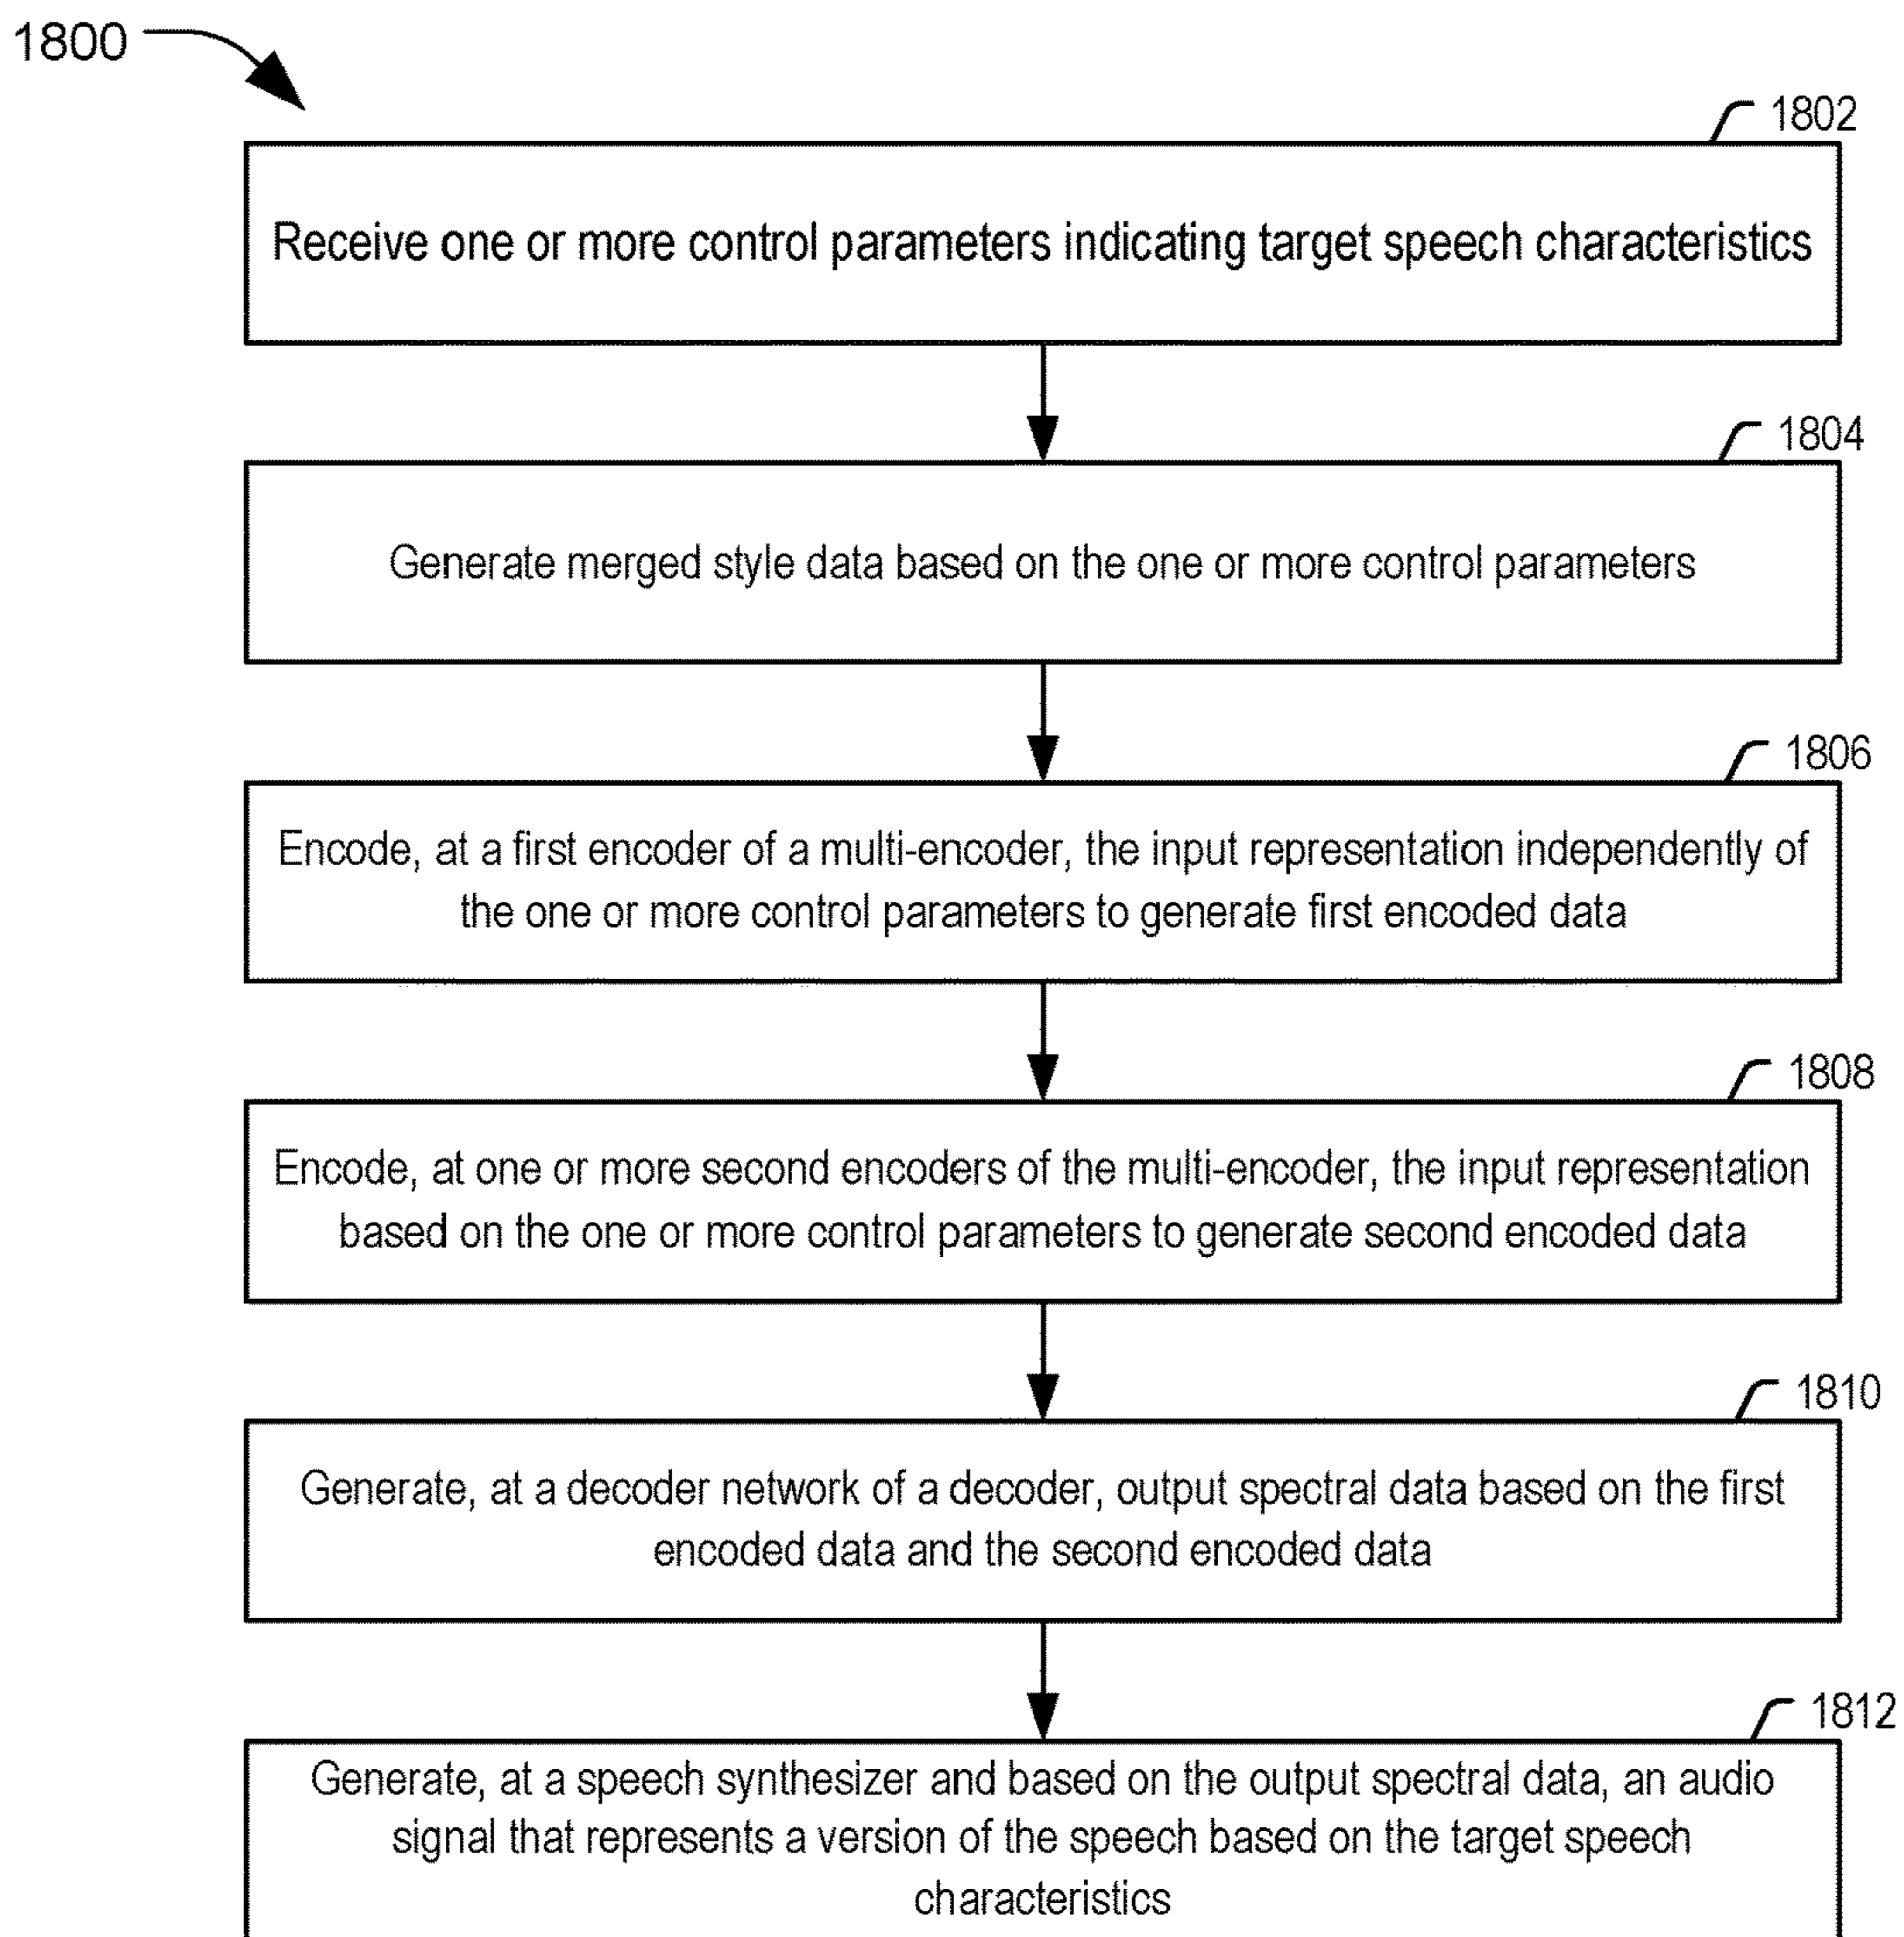 1800
1802
Receive one or more control parameters indicating target speech characteristics
1804
Generate merged style data based on the one or more control parameters
1806
Encode, at a first encoder of a multi-encoder, the input representation independently of
the one or more control parameters to generate first encoded data
1808
Encode, at one or more second encoders of the multi-encoder, the input representation
based on the one or more control parameters to generate second encoded data
1810
Generate, at a decoder network of a decoder, output spectral data based on the first
encoded data and the second encoded data
1812
Generate, at a speech synthesizer and based on the output spectral data, an audio
signal that represents a version of the speech based on the target speech
characteristics